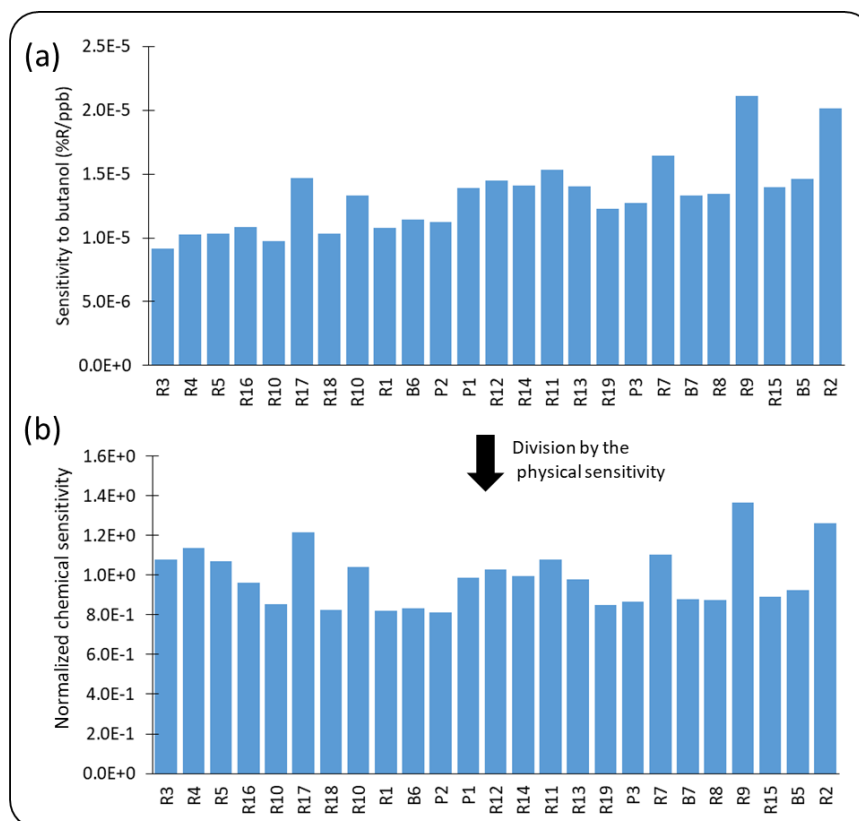 (a)
Sensitivity to butanol (%R/ppb)
2.5E-5
2.0E-5
1.5E-5
1.0E-5
5.0E-6
0.0E+0
R3 R4 R5 R16 R10 R17 R18 R10 R1 B6 P2 P1 R12 R14 R11 R13 R19 P3 R7 B7 R8 R9 R15 B5 R2
(b)
Division by the
physical sensitivity
Normalized chemical sensitivity
1.6E+0
1.4E+0
1.2E+0
1.0E+0
8.0E-1
6.0E-1
4.0E-1
2.0E-1
0.0E+0
R3 R4 R5 R16 R10 R17 R18 R10 R1 B6 P2 P1 R12 R14 R11 R13 R19 P3 R7 B7 R8 R9 R15 B5 R2